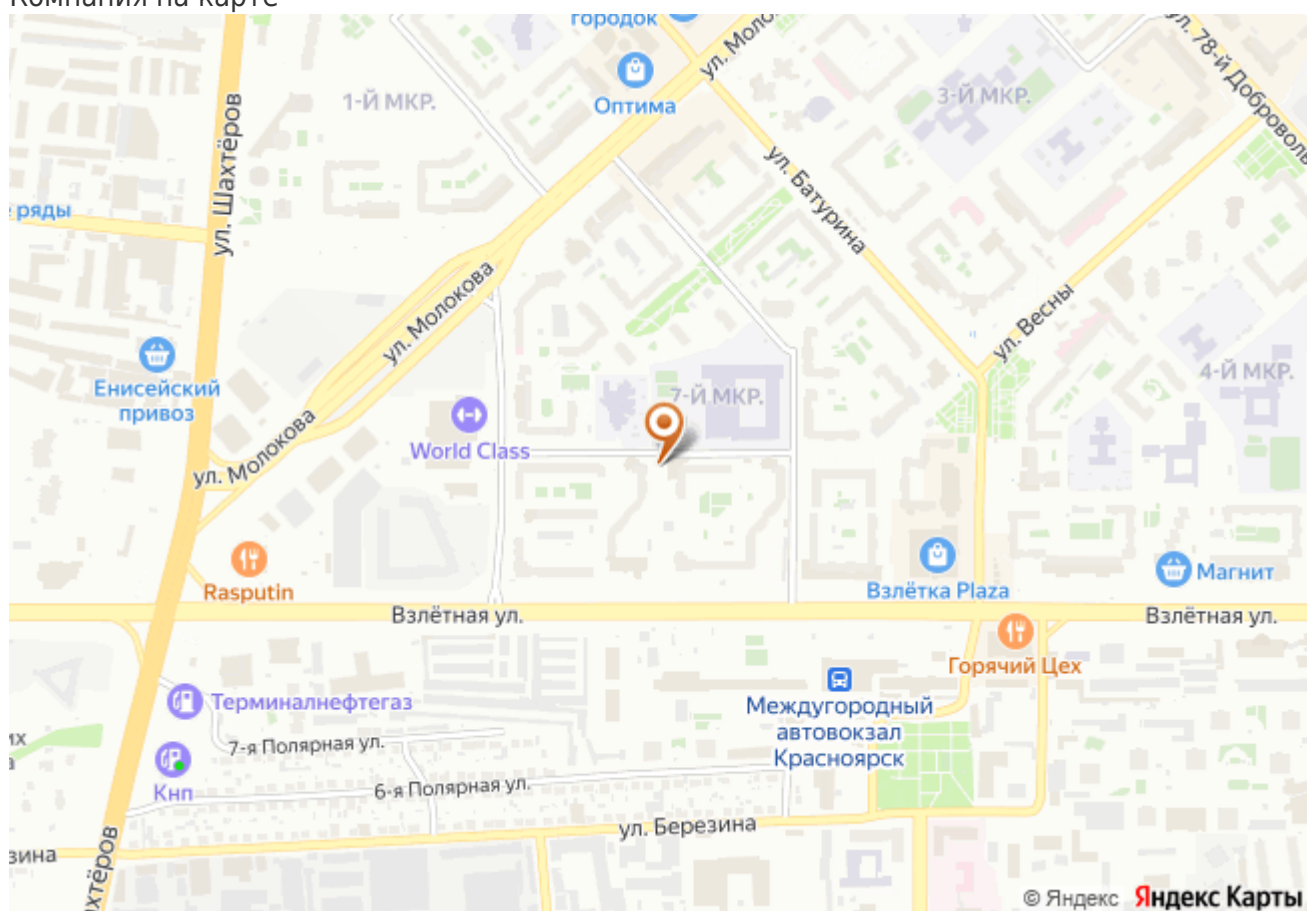 Компания на карте
городок
ул. Моло
ул. 78-й Доброволь
Оптима
1-Й МКР.
3-Й МКР.
ул. Шахтёров
ул. Батурина
е ряды
ул. Молокова
ул. Весны
Енисейский
привоз
7-Й МКР.
4-Й МКР.
World Class
ул. Молокова
Rasputin
Взлётка Plaza
Магнит
Взлётная ул.
Взлётная ул.
Горячий Цех
Терминалнефтегаз
Междугородный
автовокзал
Красноярск
их
а
7-я Полярная ул.
Кнп
6-я Полярная ул.
ул. Березина
зина
хтёров
© Яндекс Яндекс Карты